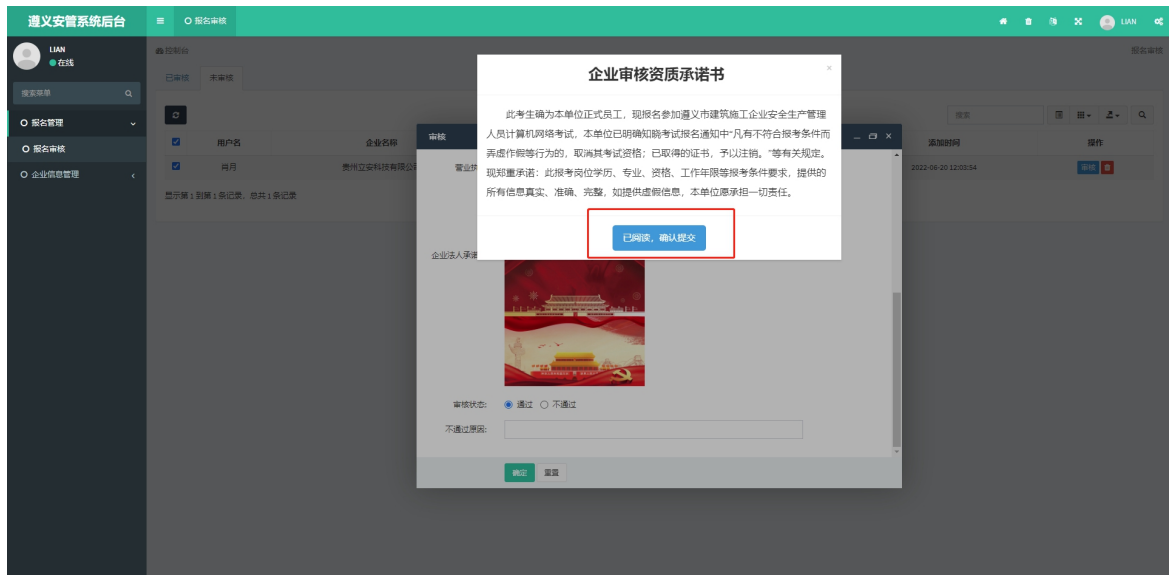 遵义安管系统后台
报名审核
LIAN
LIAN
在线
控制台
报名审核
搜索菜单
已审核
未审核
报名管理
报名审核
企业信息管理
搜索
用户名
企业名称
添加时间
操作
肖月
贵州立安科技有限公
2022-06-20 12:03:54
审核
显示第 1 到第 1 条记录,总共 1 条记录
审核
企业审核资质承诺书
×
此考生确为本单位正式员工,现报名参加遵义市建筑施工企业安全生产管理
人员计算机网络考试,本单位已明确知晓考试报名通知中“凡有不符合报考条件而
弄虚作假等行为的,取消其考试资格;已取得的证书,予以注销。”等有关规定。
现郑重承诺:此报考岗位学历、专业、资格、工作年限等报考条件要求,提供的
所有信息真实、准确、完整,如提供虚假信息,本单位愿承担一切责任。
已阅读,确认提交
营业执
企业法人承诺
审核状态:
通过
不通过
不通过原因:
确定
重置